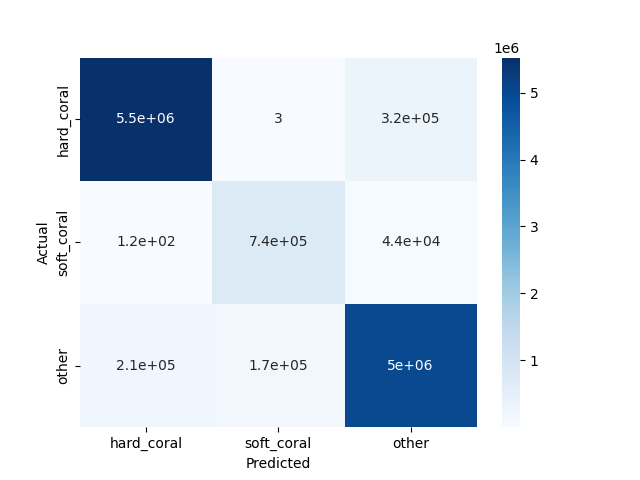 1e6
hard_coral
5.5e+06 3 3.2e+05
5
4
soft_coral
Actual
1.2e+02 7.4e+05 4.4e+04
3
2
other
2.1e+05 1.7e+05 5e+06
1
hard_coral soft_coral other
Predicted